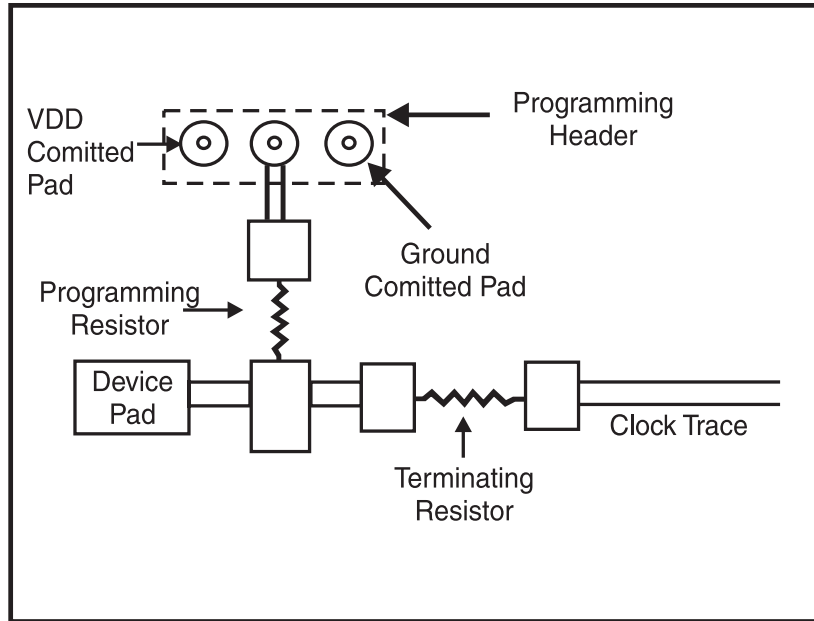 VDD
Comitted
Pad
Programming
Header
Ground
Comitted Pad
Programming
Resistor
Device
Pad
Clock Trace
Terminating
Resistor